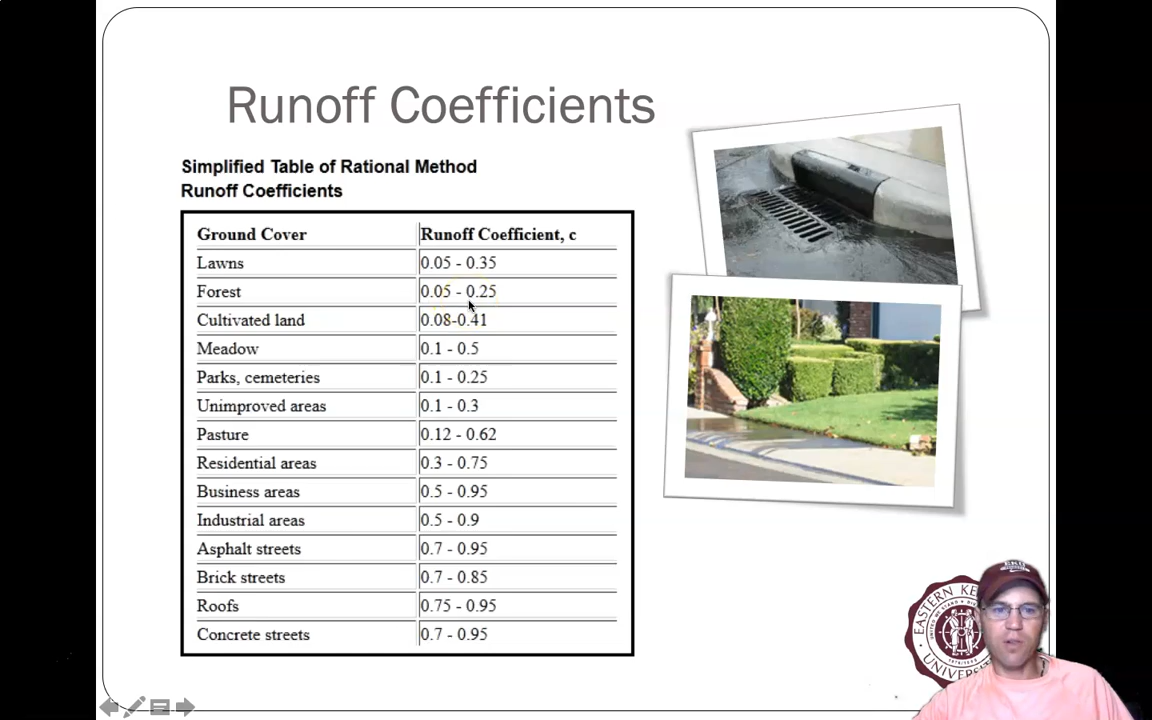 Runoff Coefficients
Simplified Table of Rational Method
Runoff Coefficients
Ground Cover Runoff Coefficient, c
Lawns 0.05 - 0.35
Forest 0.05 - 0.25
Cultivated land 0.08-0.41
Meadow 0.1 - 0.5
Parks, cemeteries 0.1 - 0.25
Unimproved areas 0.1 - 0.3
Pasture 0.12 - 0.62
Residential areas 0.3 - 0.75
Business areas 0.5 - 0.95
Industrial areas 0.5 - 0.9
Asphalt streets 0.7 - 0.95
Brick streets 0.7 - 0.85
Roofs 0.75 - 0.95
Concrete streets 0.7 - 0.95
EKU
EASTERN KE
UNIVERS